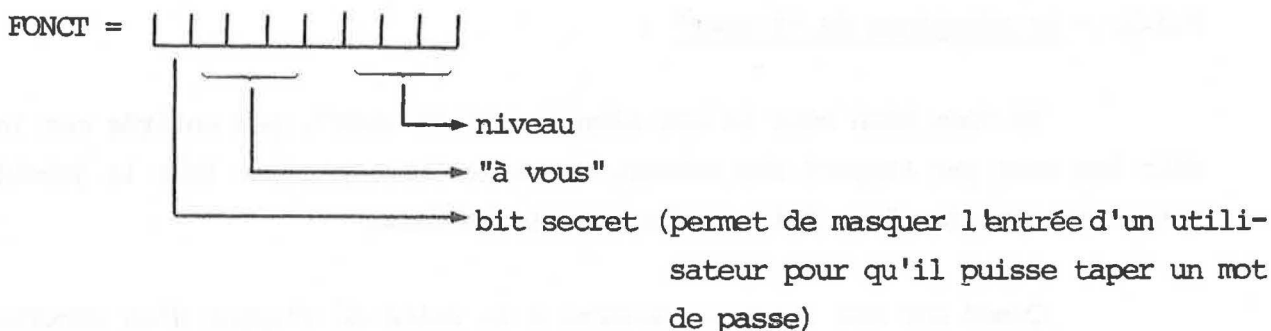 FONCT =
niveau
"à vous"
bit secret (permet de masquer l'entrée d'un utili-
sateur pour qu'il puisse taper un mot
de passe)